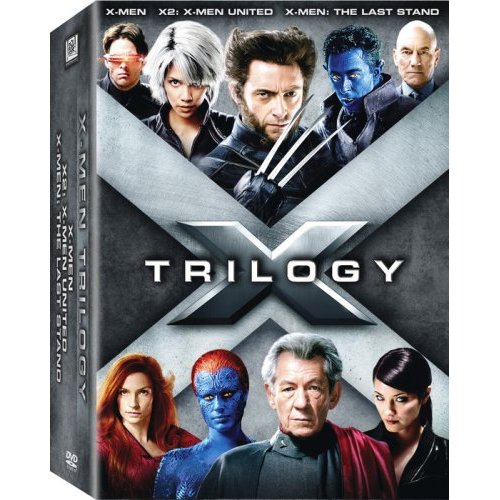 X-MEN X2: X-MEN UNITED X-MEN: THE LAST STAND
X
TRILOGY
X-MEN TRILOGY
X-MEN
X2: X-MEN UNITED
X-MEN: THE LAST STAND
DVD